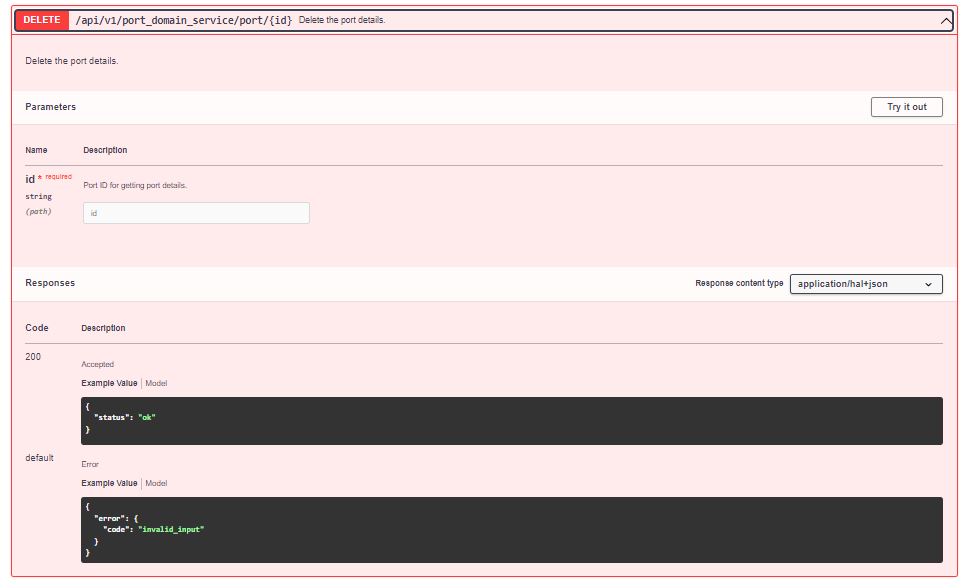 DELETE /api/v1/port_domain_service/port/{id} Delete the port details.
Delete the port details.
Parameters Try it out
Name Description
id * required Port ID for getting port details.
string
(path) id
Responses Response content type application/hal+json
Code Description
200 Accepted
Example Value Model
{
"status": "ok"
}
default Error
Example Value Model
{
"error": {
"code": "invalid_input"
}
}